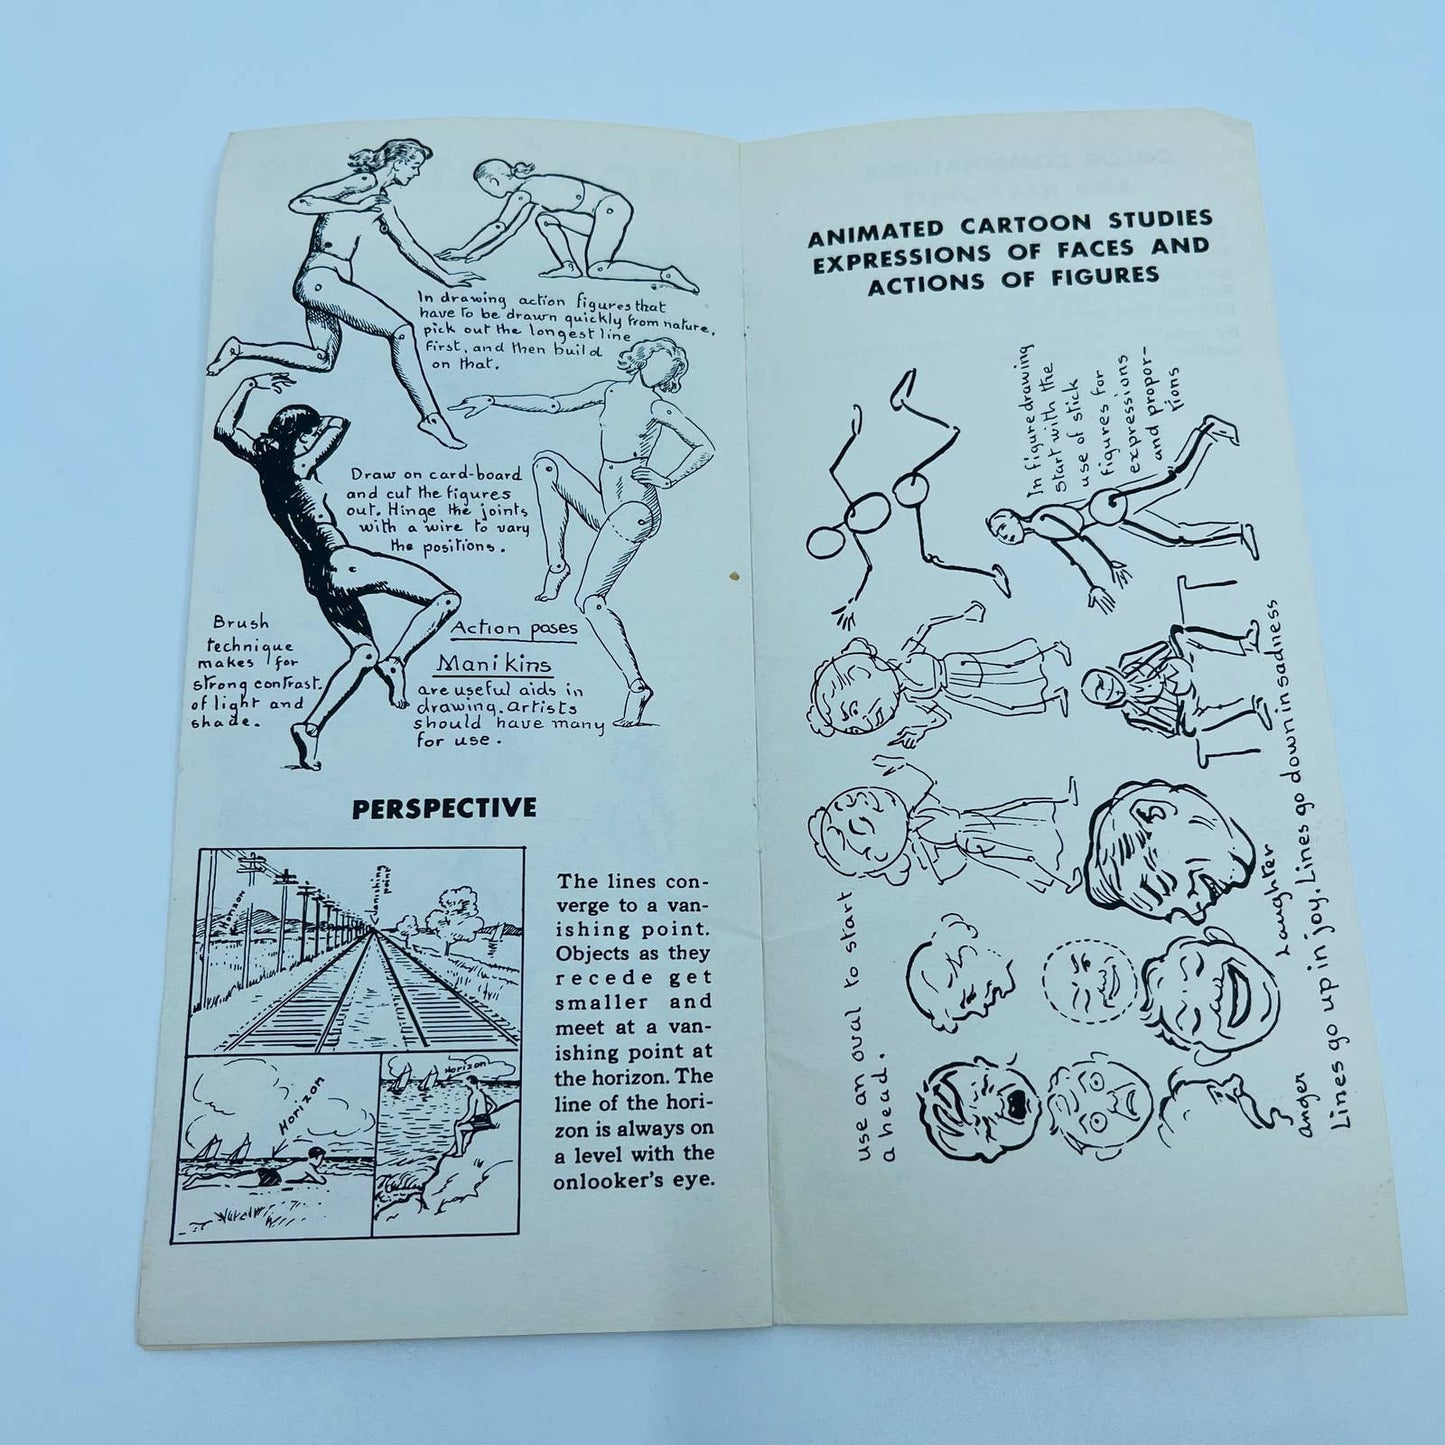 In drawing action figures that
have to be drawn quickly from nature,
pick out the longest line
first, and then build
on that.
Draw on card-board
and cut the figures
out. Hinge the joints
with a wire to vary
the positions.
Brush
technique
makes for
strong contrast.
of light and
shade.
Action poses
Manikins
are useful aids in
drawing. Artists
should have many
for use.
PERSPECTIVE
Horizon
Vanishing
point
Horizon
Horizon
The lines con-
verge to a van-
ishing point.
Objects as they
recede get
smaller and
meet at a van-
ishing point at
the horizon. The
line of the hori-
zon is always on
a level with the
onlooker's eye.
ANIMATED CARTOON STUDIES
EXPRESSIONS OF FACES AND
ACTIONS OF FIGURES
In figure drawing
start with the
use of stick
figures for
expressions
and propor-
tions
use an oval to start
a head.
Laughter
anger
Lines go up in joy. Lines go down in sadness